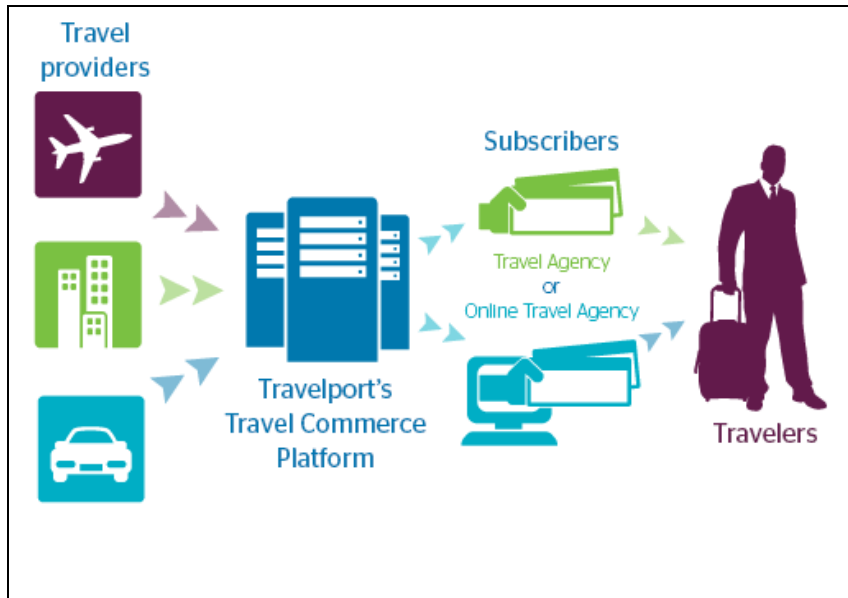 Travel
providers
Subscribers
Travel Agency
or
Online Travel Agency
Travelport's
Travel Commerce
Platform
Travelers